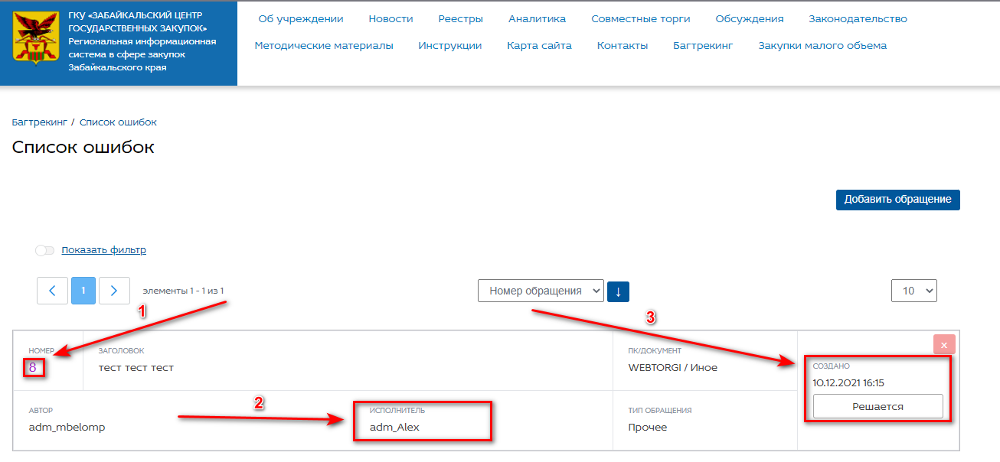 ГКУ «ЗАБАЙКАЛЬСКИЙ ЦЕНТР
ГОСУДАРСТВЕННЫХ ЗАКУПОК»
Региональная информационная
система в сфере закупок
Забайкальского края
Об учреждении Новости Реестры Аналитика Совместные торги Обсуждения Законодательство
Методические материалы Инструкции Карта сайта Контакты Багтрекинг Закупки малого объема
Багтрекинг / Список ошибок
Список ошибок
Добавить обращение
Показать фильтр
1 элементы 1 - 1 из 1 Номер обращения ↓ 10
1 3
НОМЕР ЗАГОЛОВОК ПК/ДОКУМЕНТ x
8 тест тест тест WEBTORGI / Иное
СОЗДАНО
10.12.2021 16:15
Решается
2
АВТОР ИСПОЛНИТЕЛЬ ТИП ОБРАЩЕНИЯ
adm_mbelomp adm_Alex Прочее